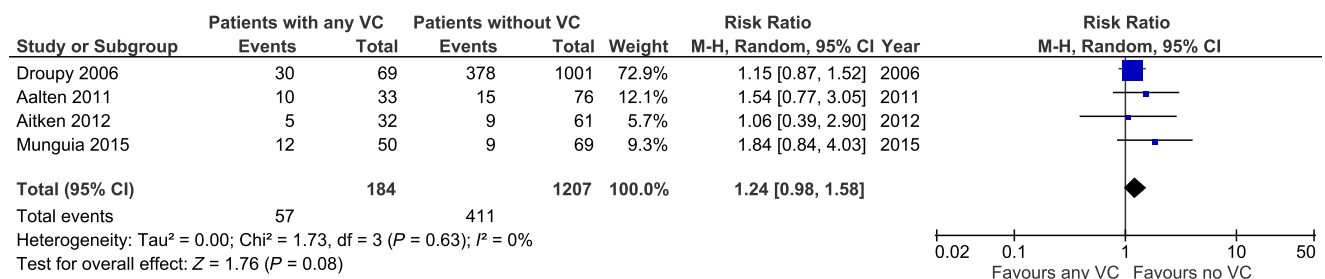 Patients with any VC Patients without VC Risk Ratio Risk Ratio
Study or Subgroup Events Total Events Total Weight M-H, Random, 95% CI Year M-H, Random, 95% CI
Droupy 2006 30 69 378 1001 72.9% 1.15 [0.87, 1.52] 2006
Aalten 2011 10 33 15 76 12.1% 1.54 [0.77, 3.05] 2011
Aitken 2012 5 32 9 61 5.7% 1.06 [0.39, 2.90] 2012
Munguia 2015 12 50 9 69 9.3% 1.84 [0.84, 4.03] 2015
Total (95% CI) 184 1207 100.0% 1.24 [0.98, 1.58]
Total events 57 411
Heterogeneity: Tau² = 0.00; Chi² = 1.73, df = 3 (P = 0.63); I² = 0%
Test for overall effect: Z = 1.76 (P = 0.08)
0.02 0.1 1 10 50
Favours any VC Favours no VC